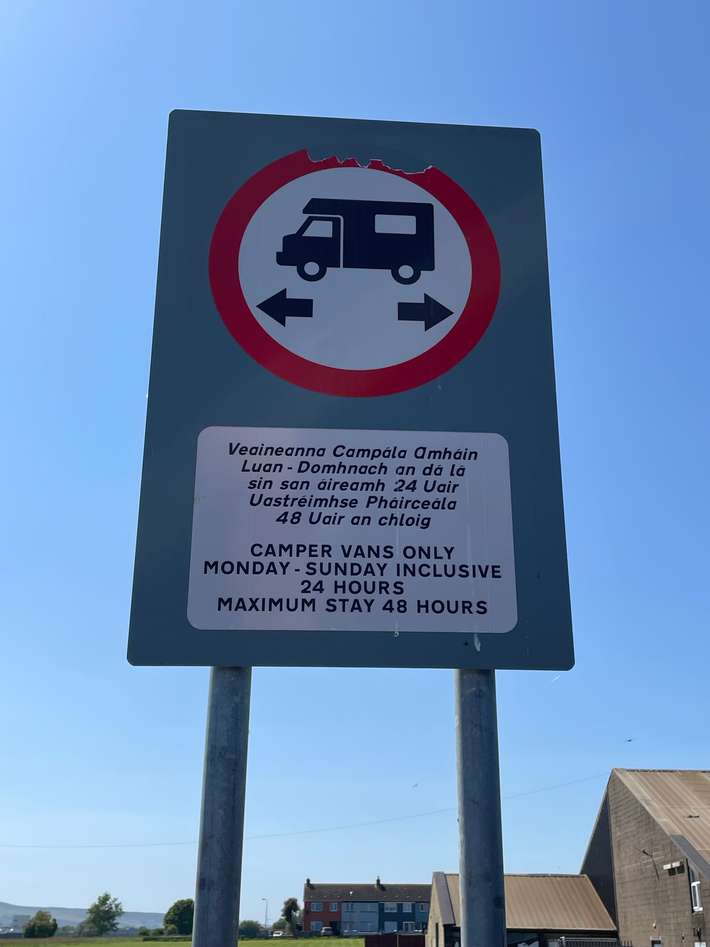 Veaineanna Campála Amháin
Luan - Domhnach an dá lá
sin san áireamh 24 Uair
Uastréimhse Pháirceála
48 Uair an chloig
CAMPER VANS ONLY
MONDAY - SUNDAY INCLUSIVE
24 HOURS
MAXIMUM STAY 48 HOURS